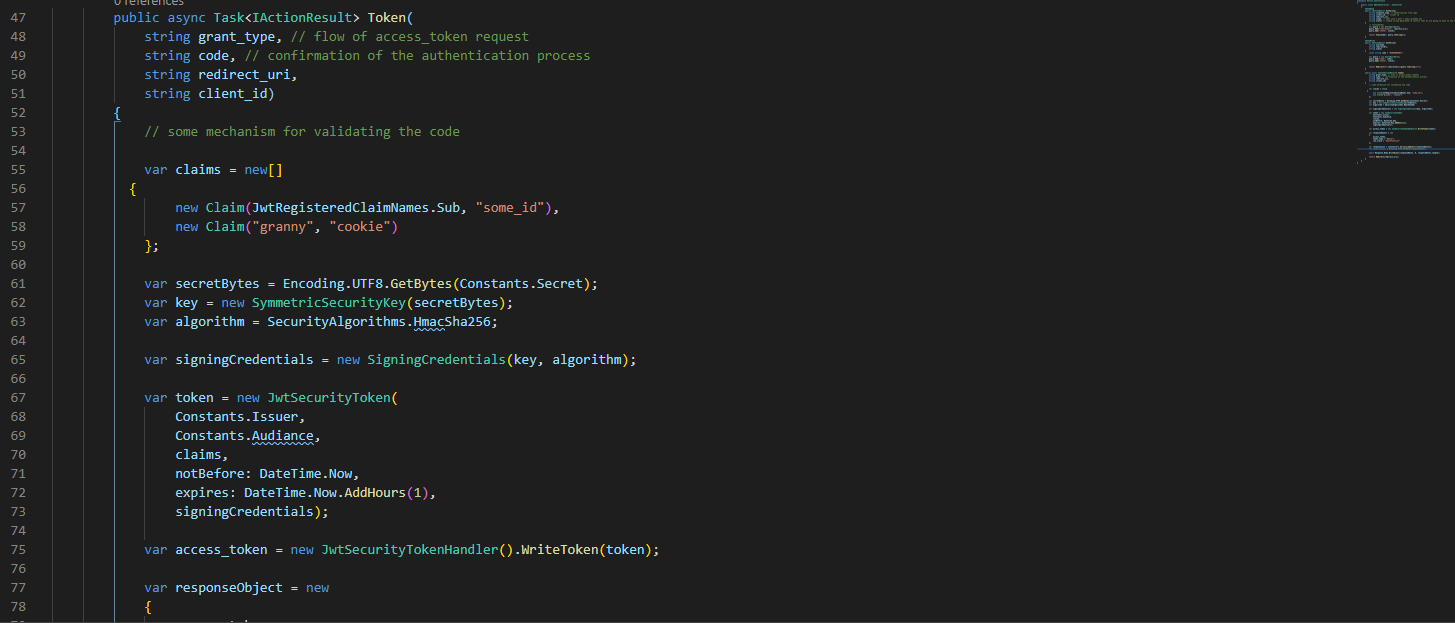 0 references
47 public async Task<IActionResult> Token(
48 string grant_type, // flow of access_token request
49 string code, // confirmation of the authentication process
50 string redirect_uri,
51 string client_id)
52 {
53 // some mechanism for validating the code
54
55 var claims = new[]
56 {
57 new Claim(JwtRegisteredClaimNames.Sub, "some_id"),
58 new Claim("granny", "cookie")
59 };
60
61 var secretBytes = Encoding.UTF8.GetBytes(Constants.Secret);
62 var key = new SymmetricSecurityKey(secretBytes);
63 var algorithm = SecurityAlgorithms.HmacSha256;
64
65 var signingCredentials = new SigningCredentials(key, algorithm);
66
67 var token = new JwtSecurityToken(
68 Constants.Issuer,
69 Constants.Audiance,
70 claims,
71 notBefore: DateTime.Now,
72 expires: DateTime.Now.AddHours(1),
73 signingCredentials);
74
75 var access_token = new JwtSecurityTokenHandler().WriteToken(token);
76
77 var responseObject = new
78 {